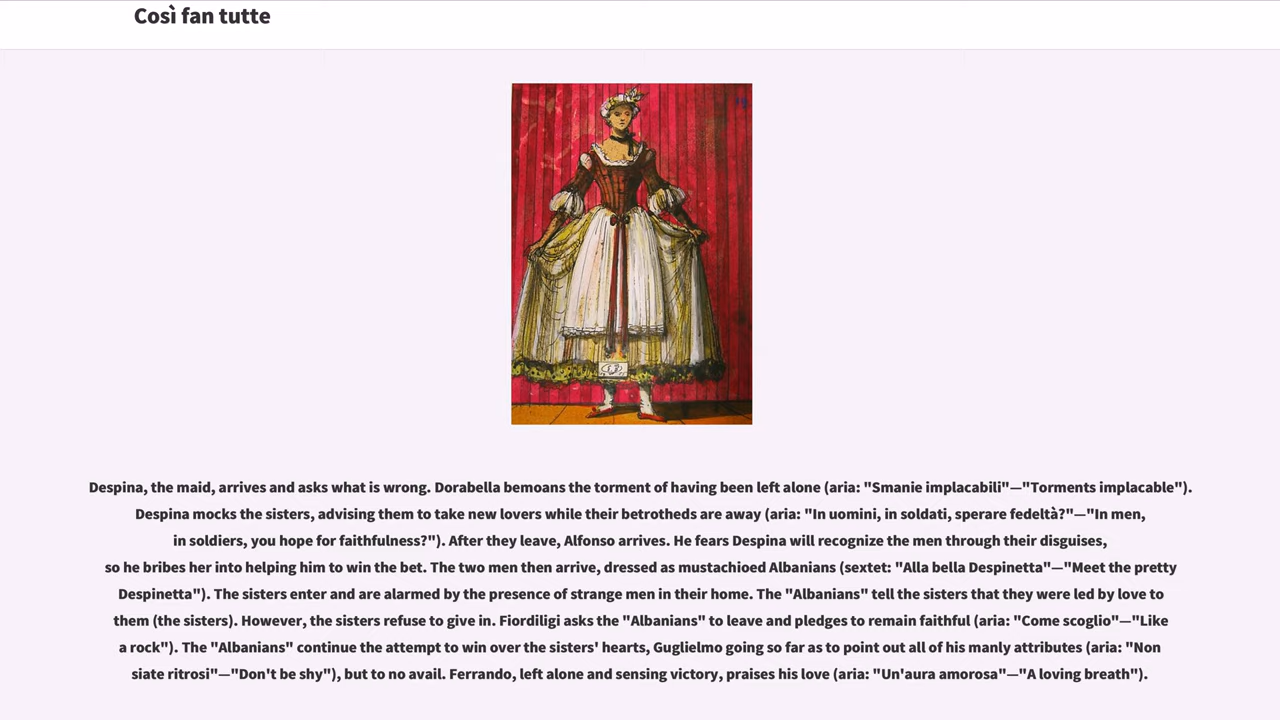 Così fan tutte
Despina, the maid, arrives and asks what is wrong. Dorabella bemoans the torment of having been left alone (aria: "Smanie implacabili"—"Torments implacable").
Despina mocks the sisters, advising them to take new lovers while their betrotheds are away (aria: "In uomini, in soldati, sperare fedeltà?"—"In men,
in soldiers, you hope for faithfulness?"). After they leave, Alfonso arrives. He fears Despina will recognize the men through their disguises,
so he bribes her into helping him to win the bet. The two men then arrive, dressed as mustachioed Albanians (sextet: "Alla bella Despinetta"—"Meet the pretty
Despinetta"). The sisters enter and are alarmed by the presence of strange men in their home. The "Albanians" tell the sisters that they were led by love to
them (the sisters). However, the sisters refuse to give in. Fiordiligi asks the "Albanians" to leave and pledges to remain faithful (aria: "Come scoglio"—"Like
a rock"). The "Albanians" continue the attempt to win over the sisters' hearts, Guglielmo going so far as to point out all of his manly attributes (aria: "Non
siate ritrosi"—"Don't be shy"), but to no avail. Ferrando, left alone and sensing victory, praises his love (aria: "Un'aura amorosa"—"A loving breath").